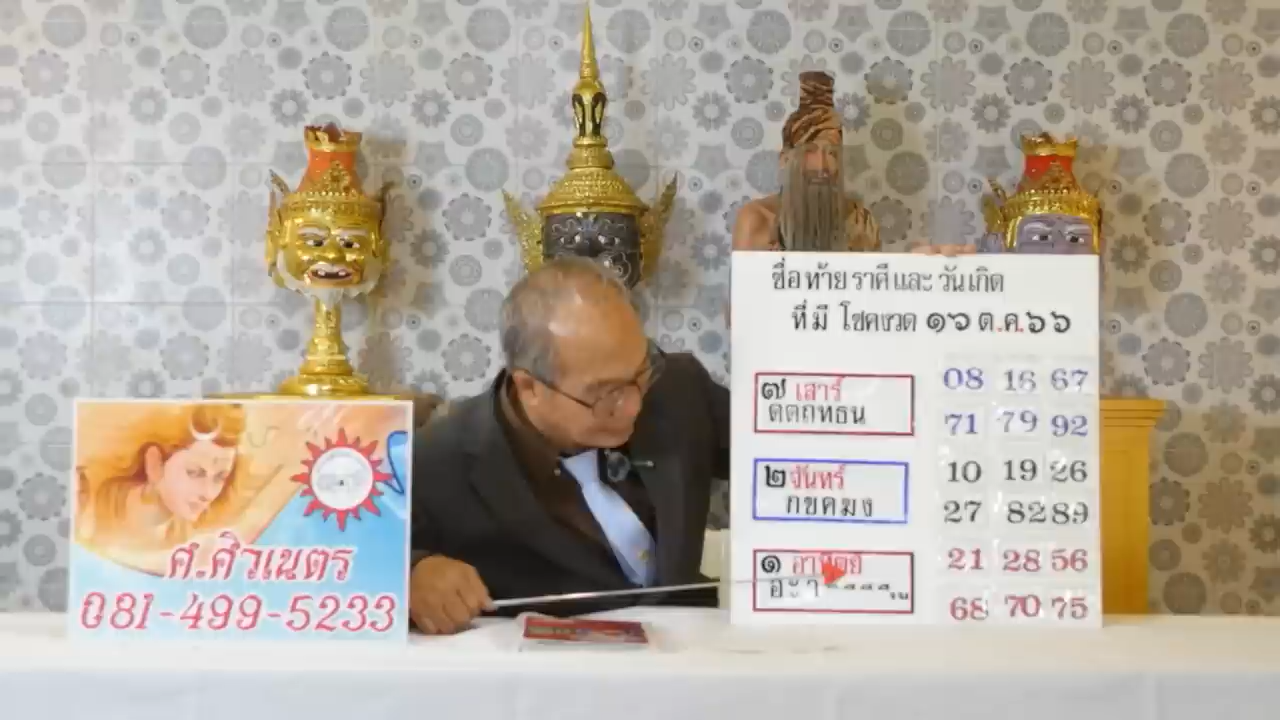 ศ.ศิวเนตร
081-499-5233
ชื่อท้ายราศีและวันเกิด
ที่มี โชคงวด ๑๖ ต.ค.๖๖
๗ เสาร์
ดตถทธน
08 16 67
71 79 92
๒ จันทร์
กขคฆง
10 19 26
27 82 89
๑
21 28 56
68 70 75